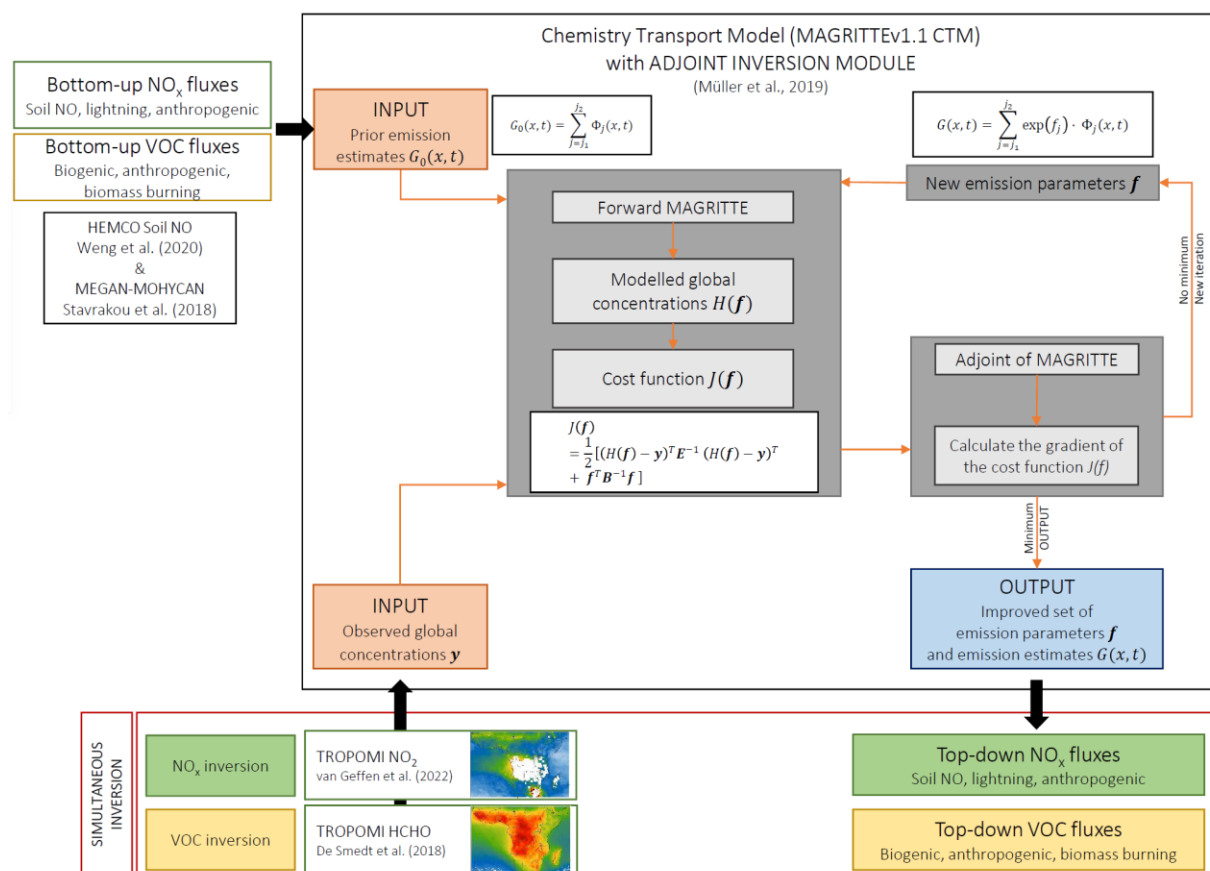 Chemistry Transport Model (MAGRITTEv1.1 CTM)
with ADJOINT INVERSION MODULE
(Müller et al., 2019)
Bottom-up NOₓ fluxes
Soil NO, lightning, anthropogenic
Bottom-up VOC fluxes
Biogenic, anthropogenic,
biomass burning
HEMCO Soil NO
Weng et al. (2020)
&
MEGAN-MOHYCAN
Stavrakou et al. (2018)
INPUT
Prior emission
estimates G₀(x, t)
G₀(x, t) = ∑_{j=j₁}^{j₂} Φⱼ(x, t)
G(x, t) = ∑_{j=j₁}^{j₂} exp(fⱼ) · Φⱼ(x, t)
New emission parameters f
Forward MAGRITTE
Modelled global
concentrations H(f)
Cost function J(f)
J(f)
= 1/2 [(H(f) − y)ᵀ E⁻¹ (H(f) − y)ᵀ
+ fᵀ B⁻¹ f ]
Adjoint of MAGRITTE
Calculate the gradient of
the cost function J(f)
No minimum
New iteration
Minimum
OUTPUT
INPUT
Observed global
concentrations y
OUTPUT
Improved set of
emission parameters f
and emission estimates G(x, t)
SIMULTANEOUS
INVERSION
NOₓ inversion
TROPOMI NO₂
van Geffen et al. (2022)
VOC inversion
TROPOMI HCHO
De Smedt et al. (2018)
Top-down NOₓ fluxes
Soil NO, lightning, anthropogenic
Top-down VOC fluxes
Biogenic, anthropogenic, biomass burning